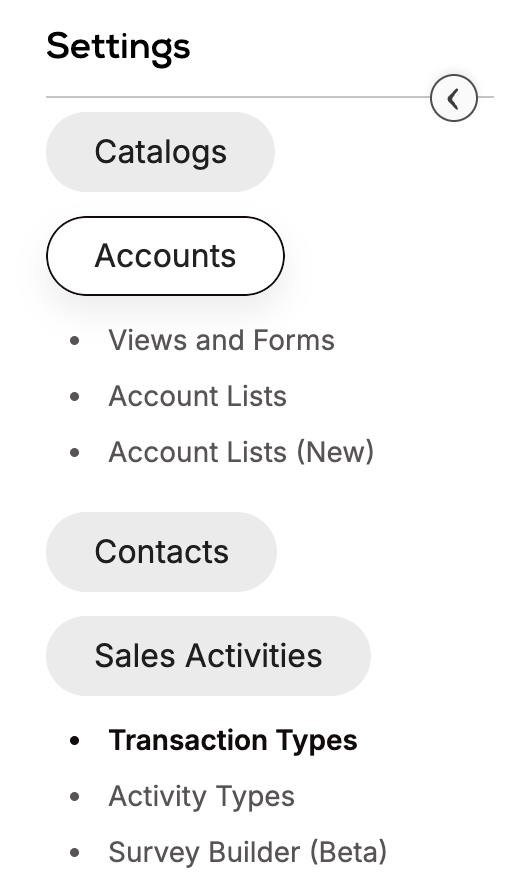 Settings
Catalogs
Accounts
Views and Forms
Account Lists
Account Lists (New)
Contacts
Sales Activities
Transaction Types
Activity Types
Survey Builder (Beta)